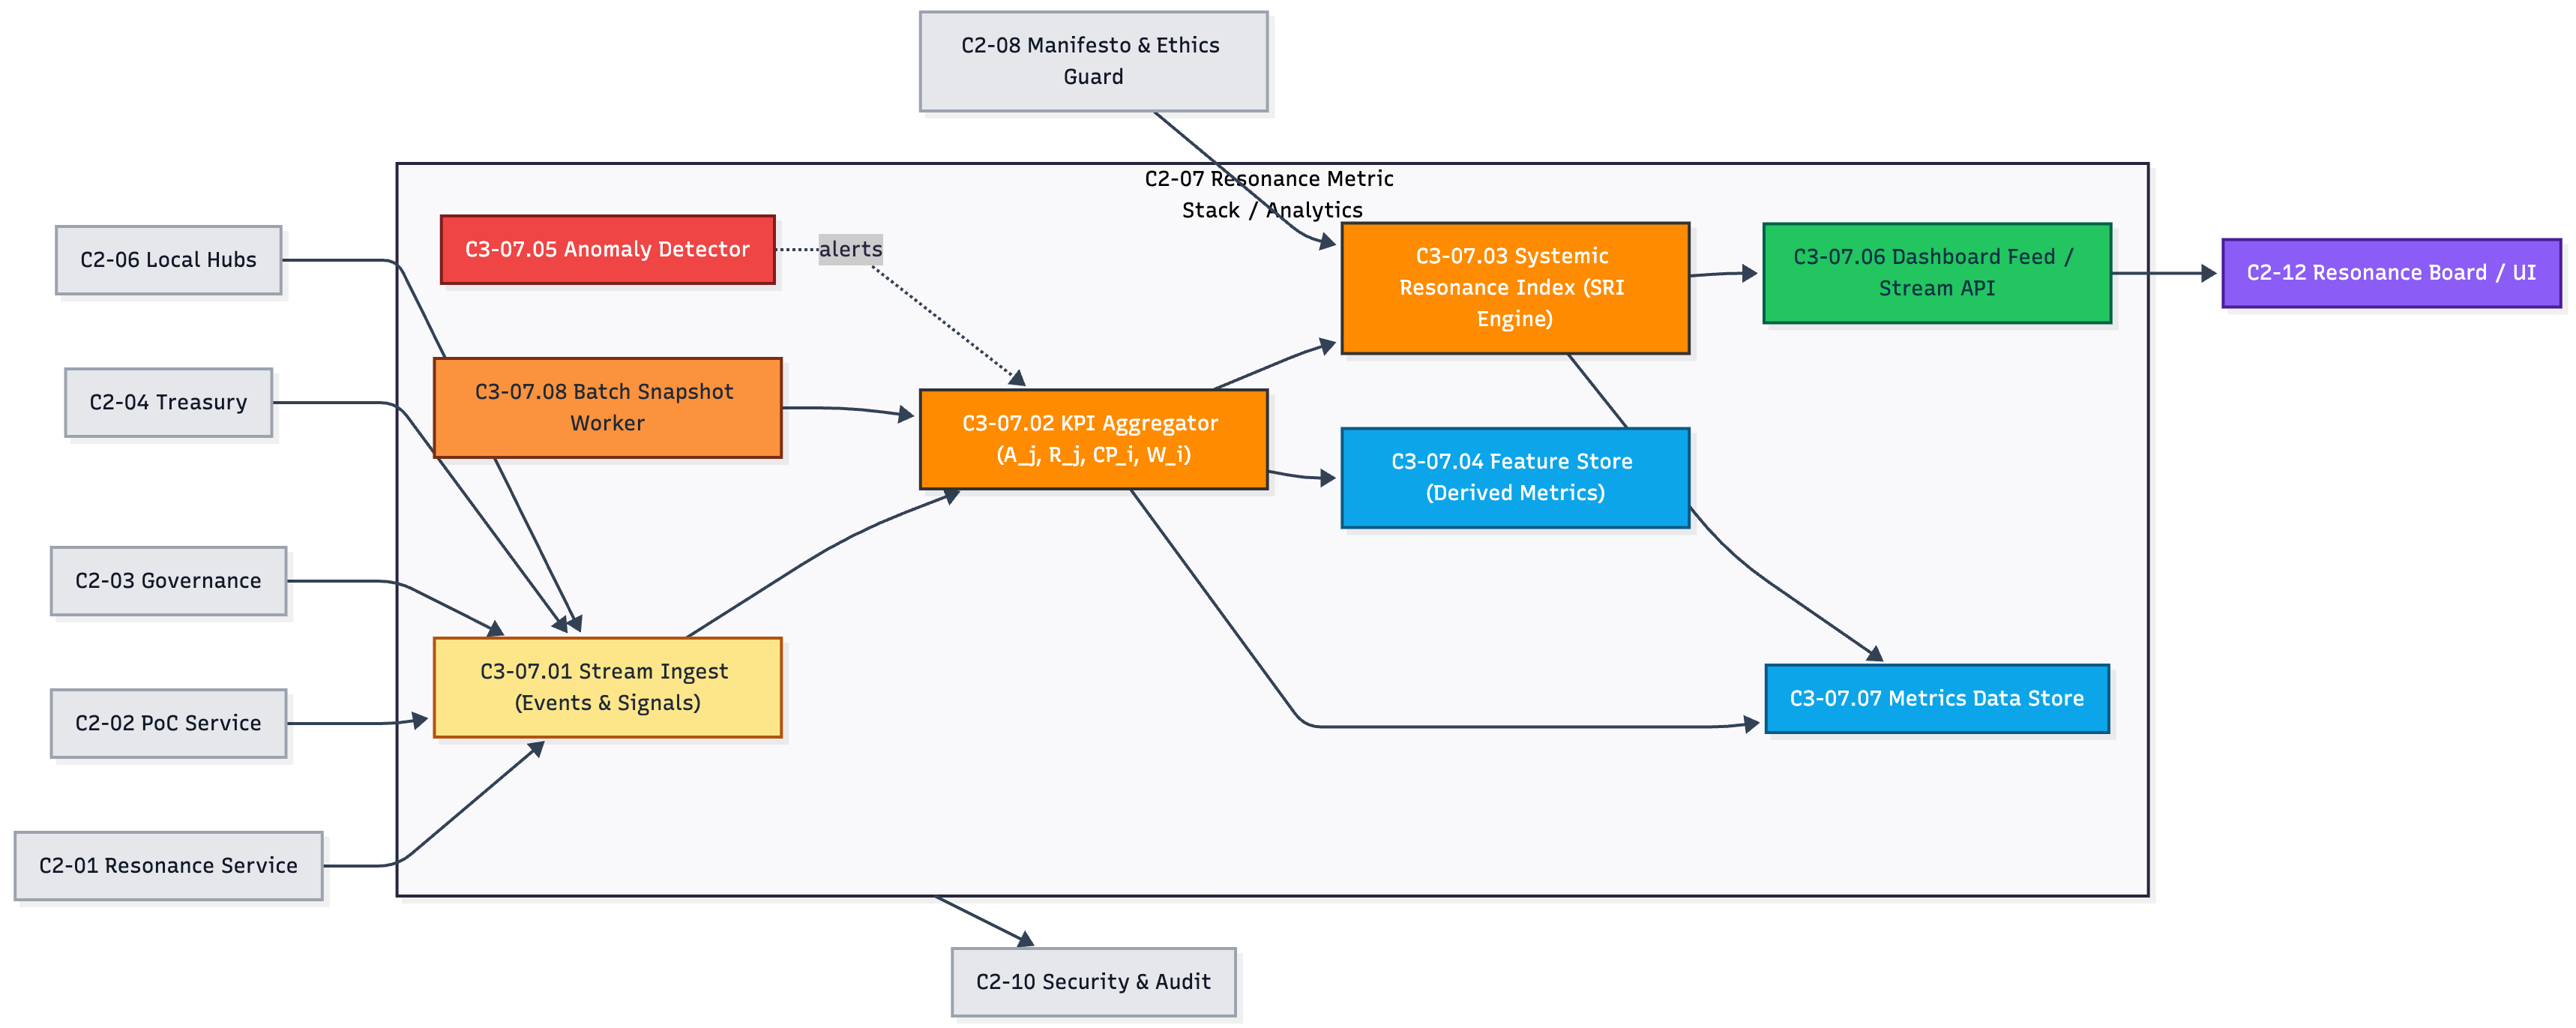 C2-08 Manifesto & Ethics
Guard
C2-07 Resonance Metric
Stack / Analytics
C2-06 Local Hubs
C3-07.05 Anomaly Detector
alerts
C3-07.03 Systemic
Resonance Index (SRI
Engine)
C3-07.06 Dashboard Feed /
Stream API
C2-12 Resonance Board / UI
C2-04 Treasury
C3-07.08 Batch Snapshot
Worker
C3-07.02 KPI Aggregator
(A_j, R_j, CP_i, W_i)
C3-07.04 Feature Store
(Derived Metrics)
C2-03 Governance
C3-07.01 Stream Ingest
(Events & Signals)
C3-07.07 Metrics Data Store
C2-02 PoC Service
C2-01 Resonance Service
C2-10 Security & Audit